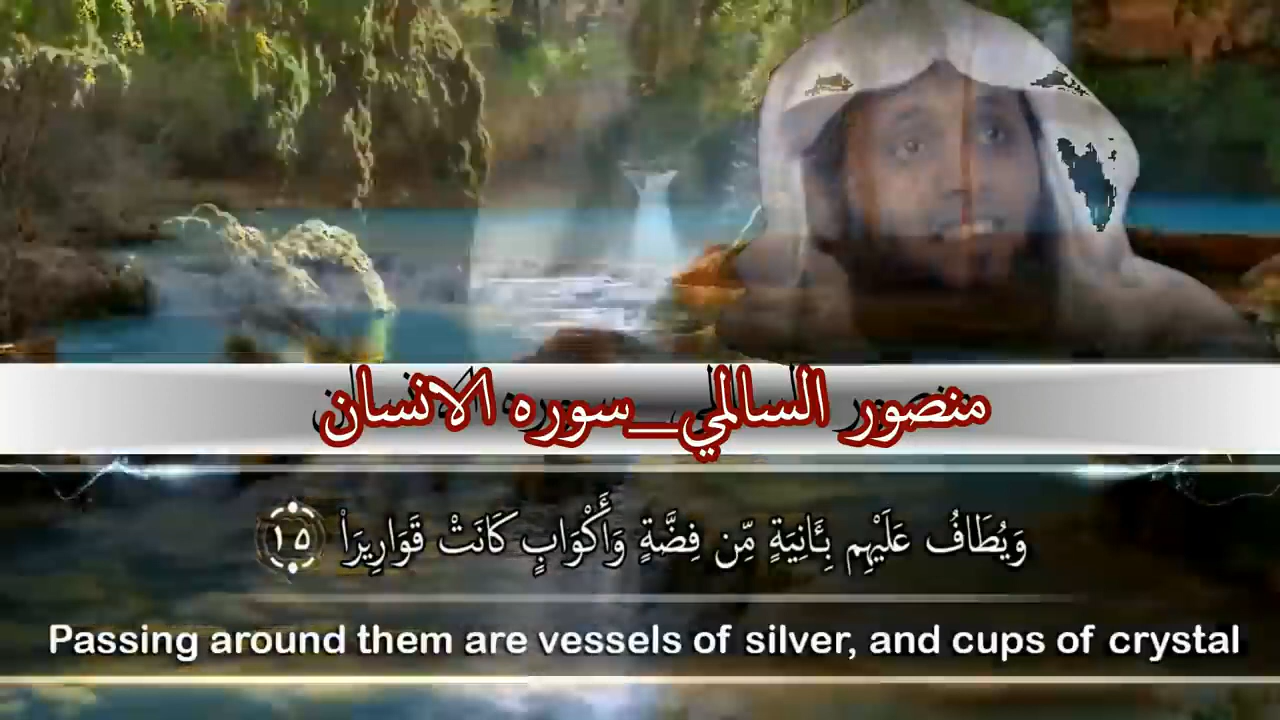 منصور السالمي_سوره الانسان
وَيُطَافُ عَلَيْهِم بِـَٔانِيَةٍ مِّن فِضَّةٍ وَأَكْوَابٍ كَانَتْ قَوَارِيرَا۠ ١٥
Passing around them are vessels of silver, and cups of crystal